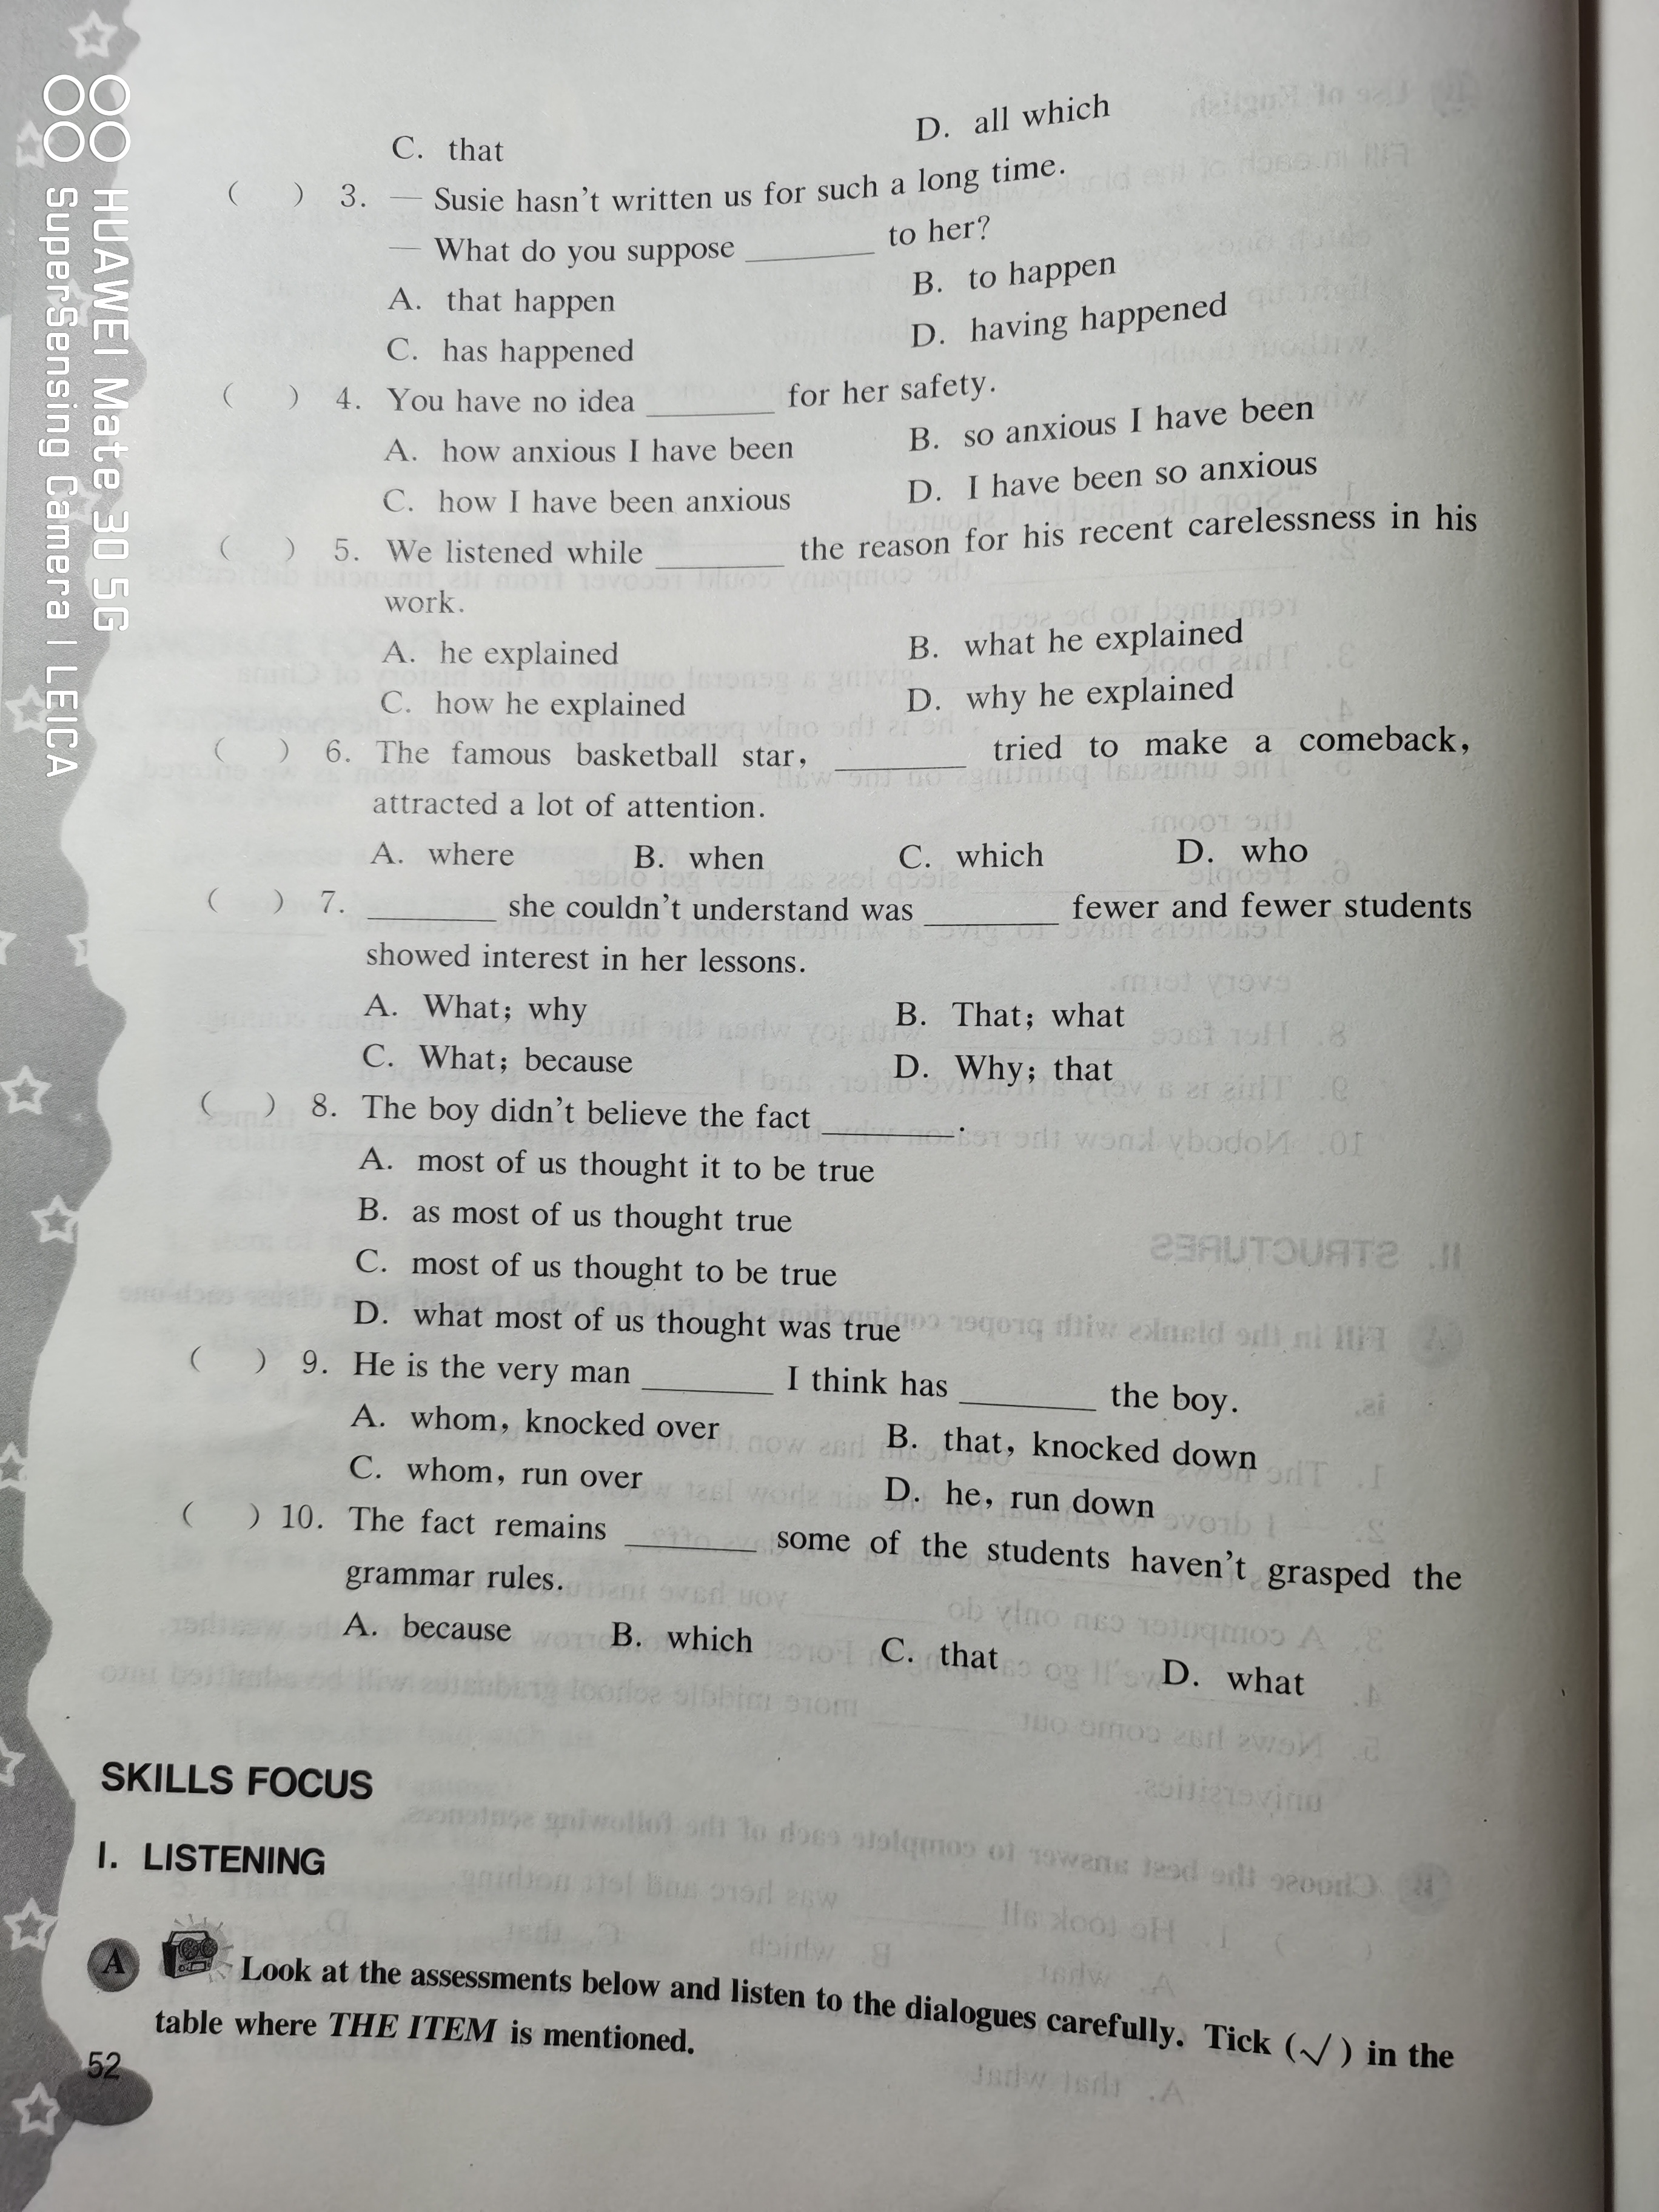 C. that
D. all which
( ) 3. — Susie hasn't written us for such a long time.
— What do you suppose ______ to her?
A. that happen
B. to happen
C. has happened
D. having happened
( ) 4. You have no idea ______ for her safety.
A. how anxious I have been
B. so anxious I have been
C. how I have been anxious
D. I have been so anxious
( ) 5. We listened while ______ the reason for his recent carelessness in his
work.
A. he explained
B. what he explained
C. how he explained
D. why he explained
( ) 6. The famous basketball star, ______ tried to make a comeback,
attracted a lot of attention.
A. where B. when C. which D. who
( ) 7. ______ she couldn't understand was ______ fewer and fewer students
showed interest in her lessons.
A. What; why
B. That; what
C. What; because
D. Why; that
( ) 8. The boy didn't believe the fact ______.
A. most of us thought it to be true
B. as most of us thought true
C. most of us thought to be true
D. what most of us thought was true
( ) 9. He is the very man ______ I think has ______ the boy.
A. whom, knocked over
B. that, knocked down
C. whom, run over
D. he, run down
( ) 10. The fact remains ______ some of the students haven't grasped the
grammar rules.
A. because B. which C. that D. what
SKILLS FOCUS
I. LISTENING
A Look at the assessments below and listen to the dialogues carefully. Tick (√) in the
table where THE ITEM is mentioned.
52
HUAWEI Mate 30 5G
SuperSensing Camera | LEICA